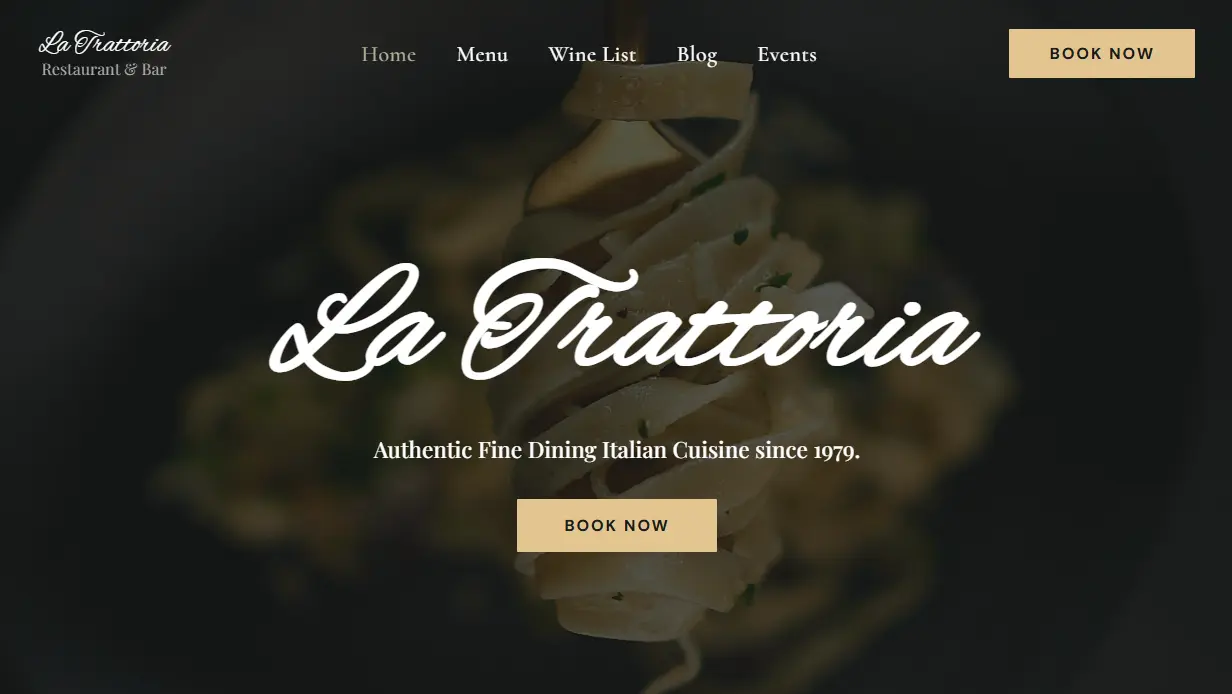 La Trattoria
Restaurant & Bar
Home Menu Wine List Blog Events
BOOK NOW
La Trattoria
Authentic Fine Dining Italian Cuisine since 1979.
BOOK NOW